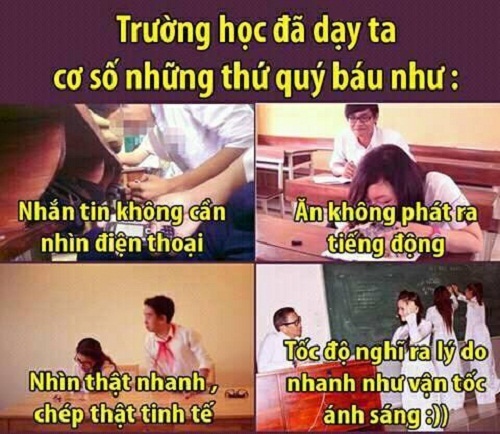 Trường học đã dạy ta
cơ số những thứ quý báu như :
Nhắn tin không cần
nhìn điện thoại
Ăn không phát ra
tiếng động
Nhìn thật nhanh ,
chép thật tinh tế
Tốc độ nghĩ ra lý do
nhanh như vận tốc
ánh sáng :))